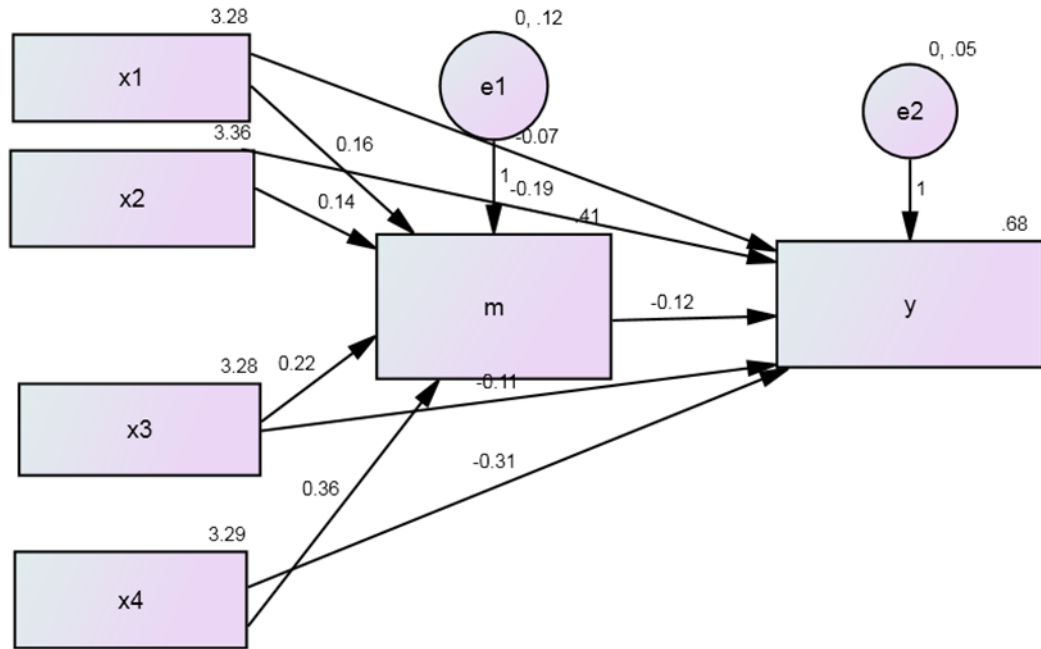 3.28
x1
0, .12
e1
0, .05
e2
3.36
x2
0.16
-0.07
0.14
1
-0.19
.41
1
.68
m
-0.12
y
3.28
0.22
x3
-0.11
0.36
-0.31
3.29
x4